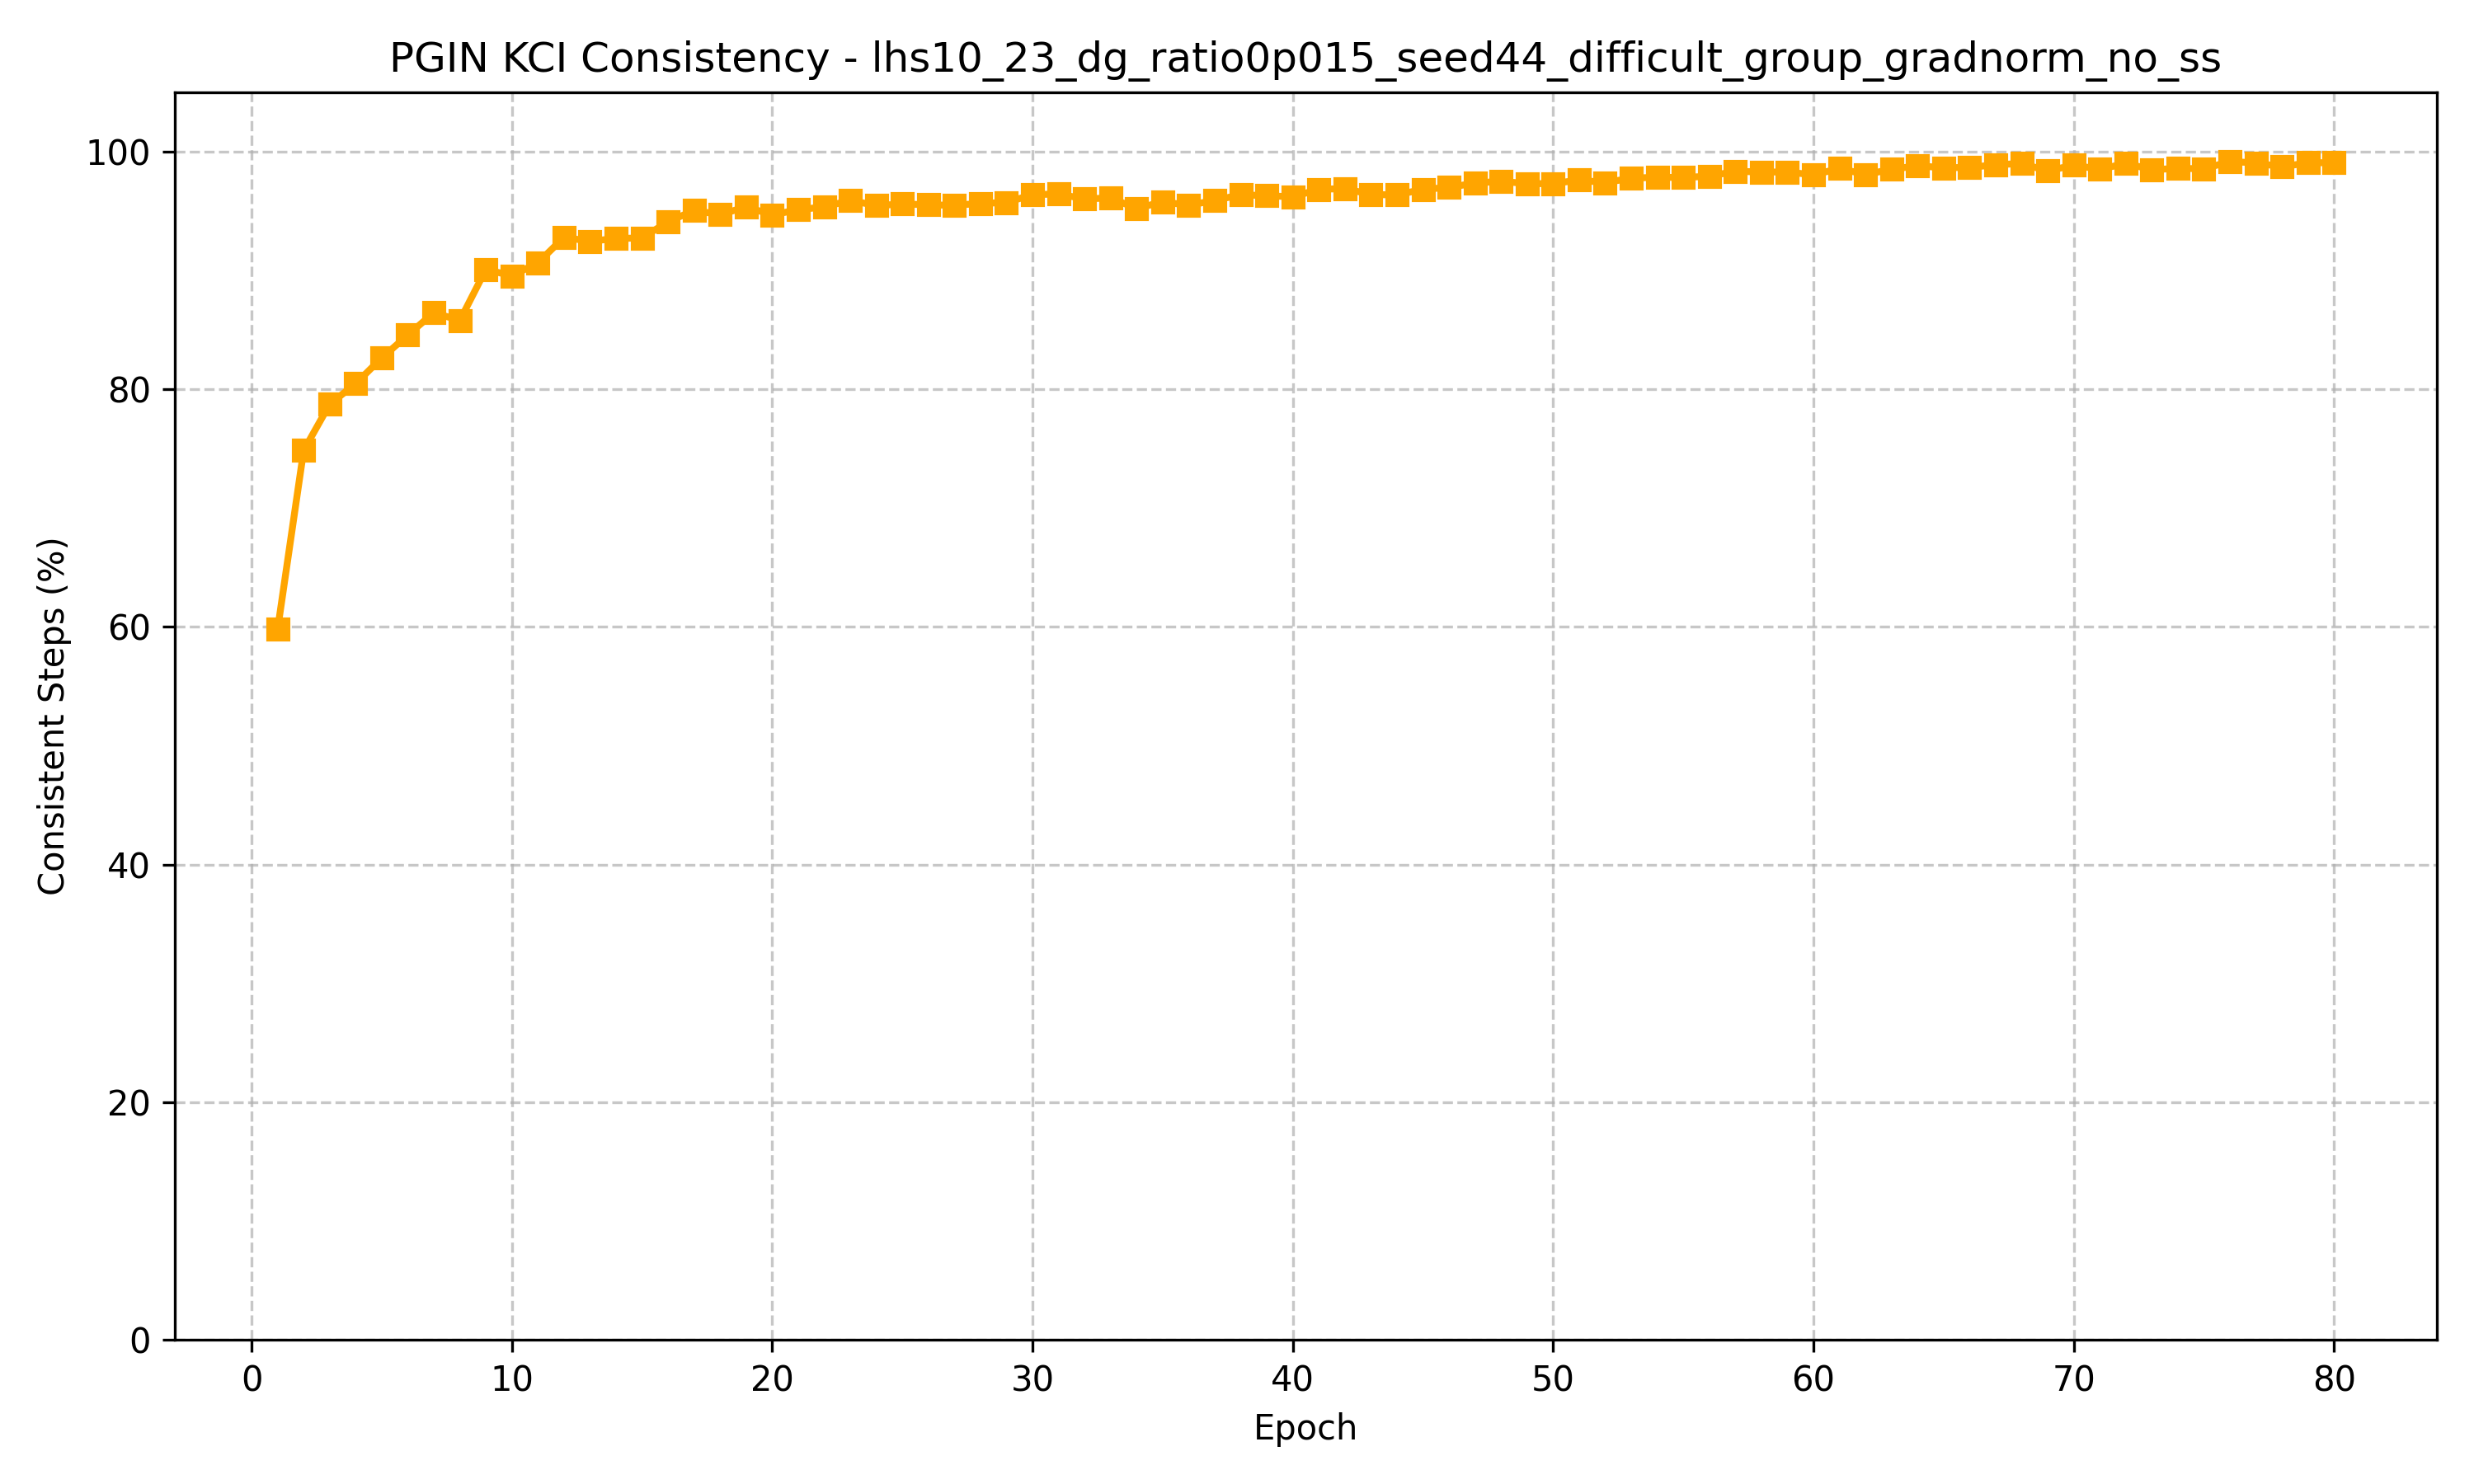 PGIN KCI Consistency - lhs10_23_dg_ratio0p015_seed44_difficult_group_gradnorm_no_ss
Consistent Steps (%)
100
80
60
40
20
0
0 10 20 30 40 50 60 70 80
Epoch